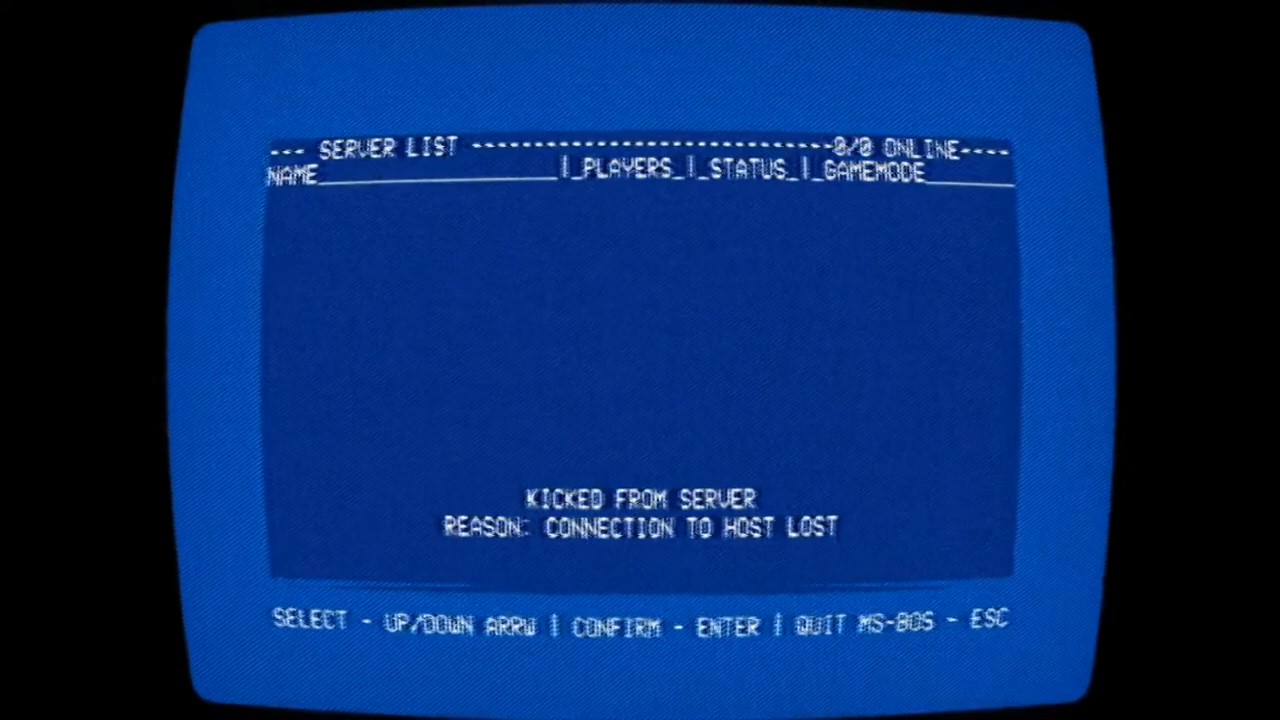 --- SERVER LIST -----------------------------0/0 ONLINE----
NAME___________________|_PLAYERS_|_STATUS_|_GAMEMODE_______
KICKED FROM SERVER
REASON: CONNECTION TO HOST LOST
SELECT - UP/DOWN ARRW | CONFIRM - ENTER | QUIT MS-BOS - ESC